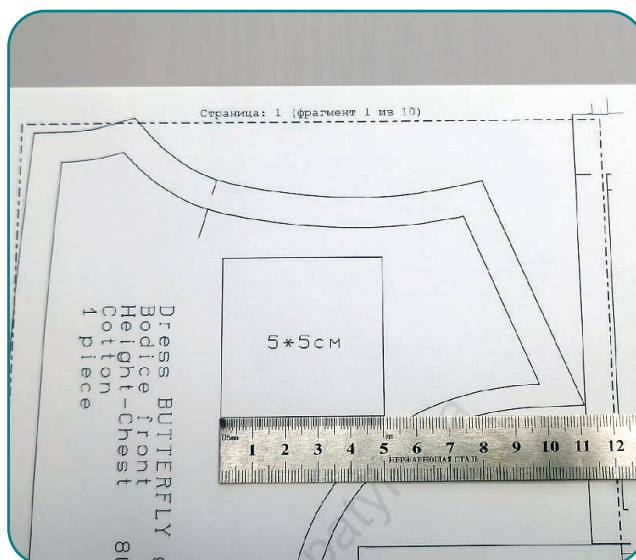 Страница: 1 (фрагмент 1 из 10)
5*5см
Dress BUTTERFLY
Bodice front
Height-Chest 8
Cotton
1 piece
1 2 3 4 5 6 7 8 9 10 11 12
НЕРЖАВЕЮЩАЯ СТАЛЬ